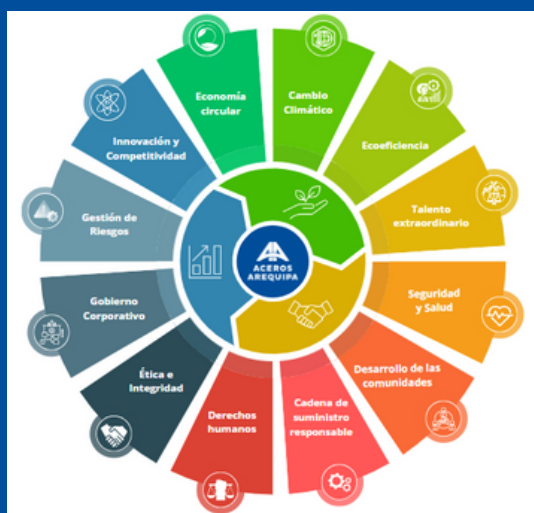 Economía
circular
Cambio
Climático
Ecoeficiencia
Talento
extraordinario
Seguridad
y Salud
Desarrollo de las
comunidades
Cadena de
suministro
responsable
Derechos
humanos
Ética e
Integridad
Gobierno
Corporativo
Gestión de
Riesgos
Innovación y
Competitividad
ACEROS
AREQUIPA